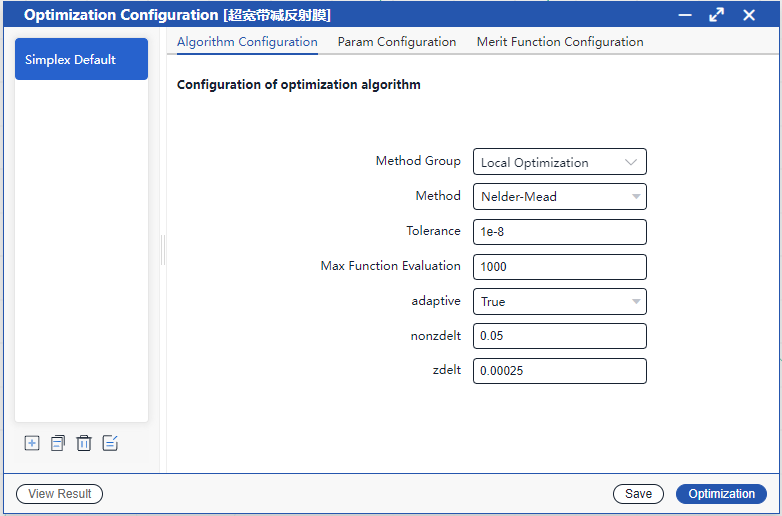 Optimization Configuration [超宽带减反射膜]
Simplex Default
Algorithm Configuration Param Configuration Merit Function Configuration
Configuration of optimization algorithm
Method Group Local Optimization
Method Nelder-Mead
Tolerance 1e-8
Max Function Evaluation 1000
adaptive True
nonzdelt 0.05
zdelt 0.00025
View Result Save Optimization